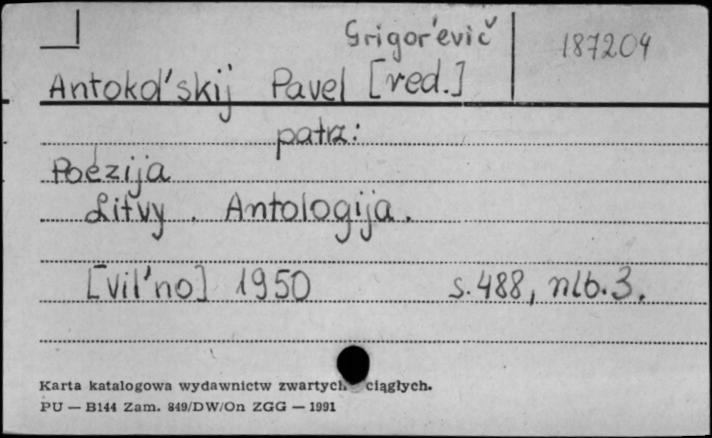 Grigor'evič 187204
Antokol'skij Pavel [red.]
patrz:
Poèzija
Litvy. Antologija.
[Vil'no] 1950 s. 488, nlb. 3.
Karta katalogowa wydawnictw zwartych ciągłych.
PU — B144 Zam. 849/DW/On ZGG — 1991